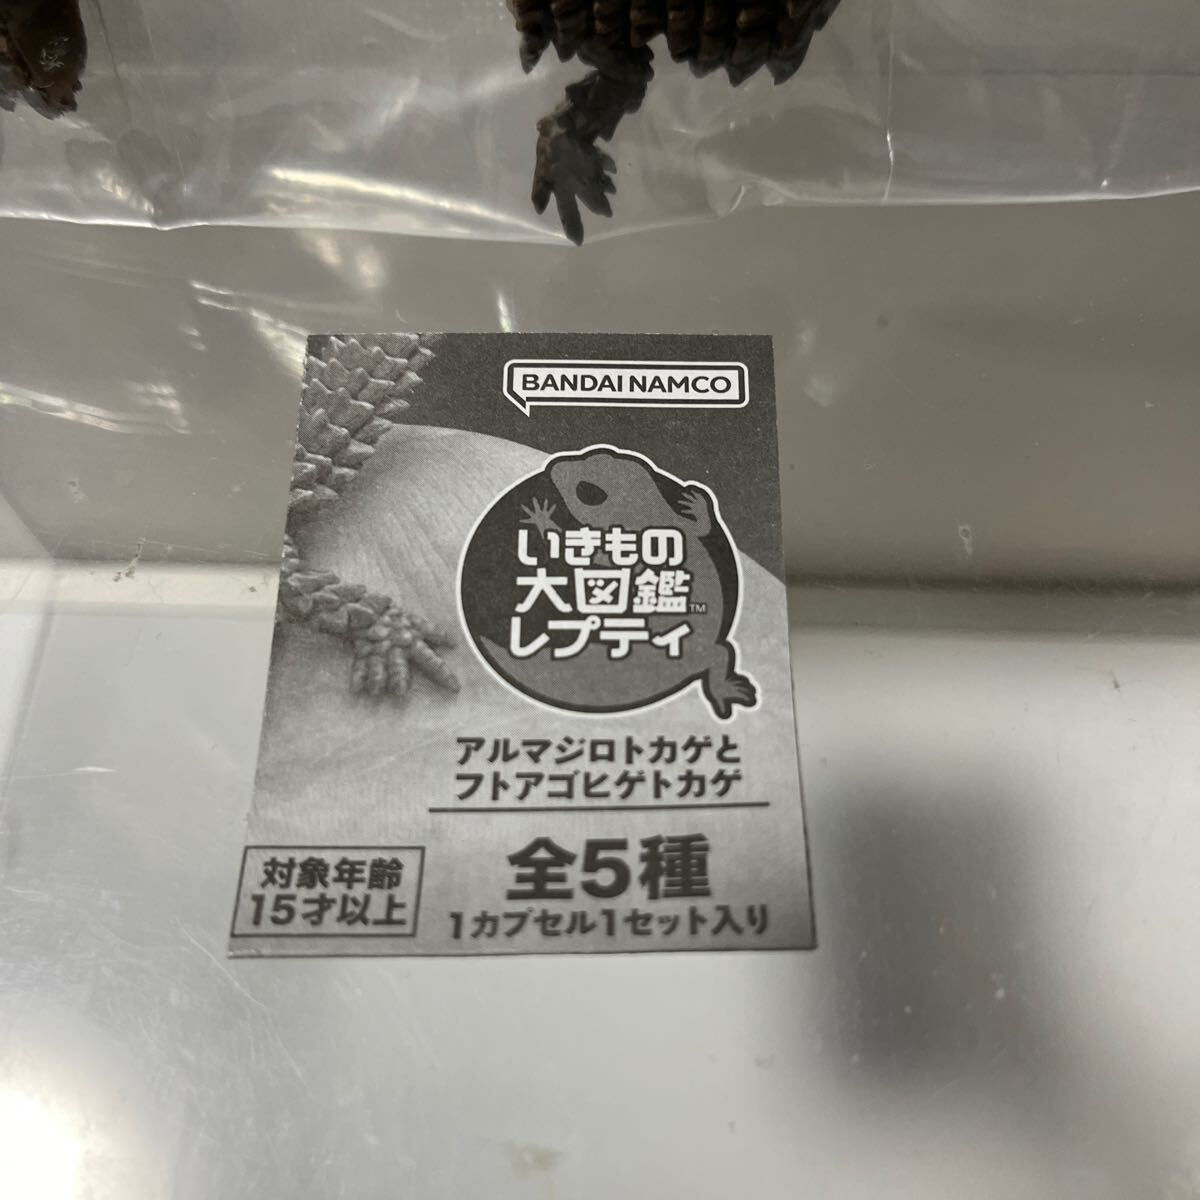 BANDAI NAMCO
いきもの
大図鑑™
レプティ
アルマジロトカゲと
フトアゴヒゲトカゲ
全5種
1カプセル1セット入り
対象年齢
15才以上